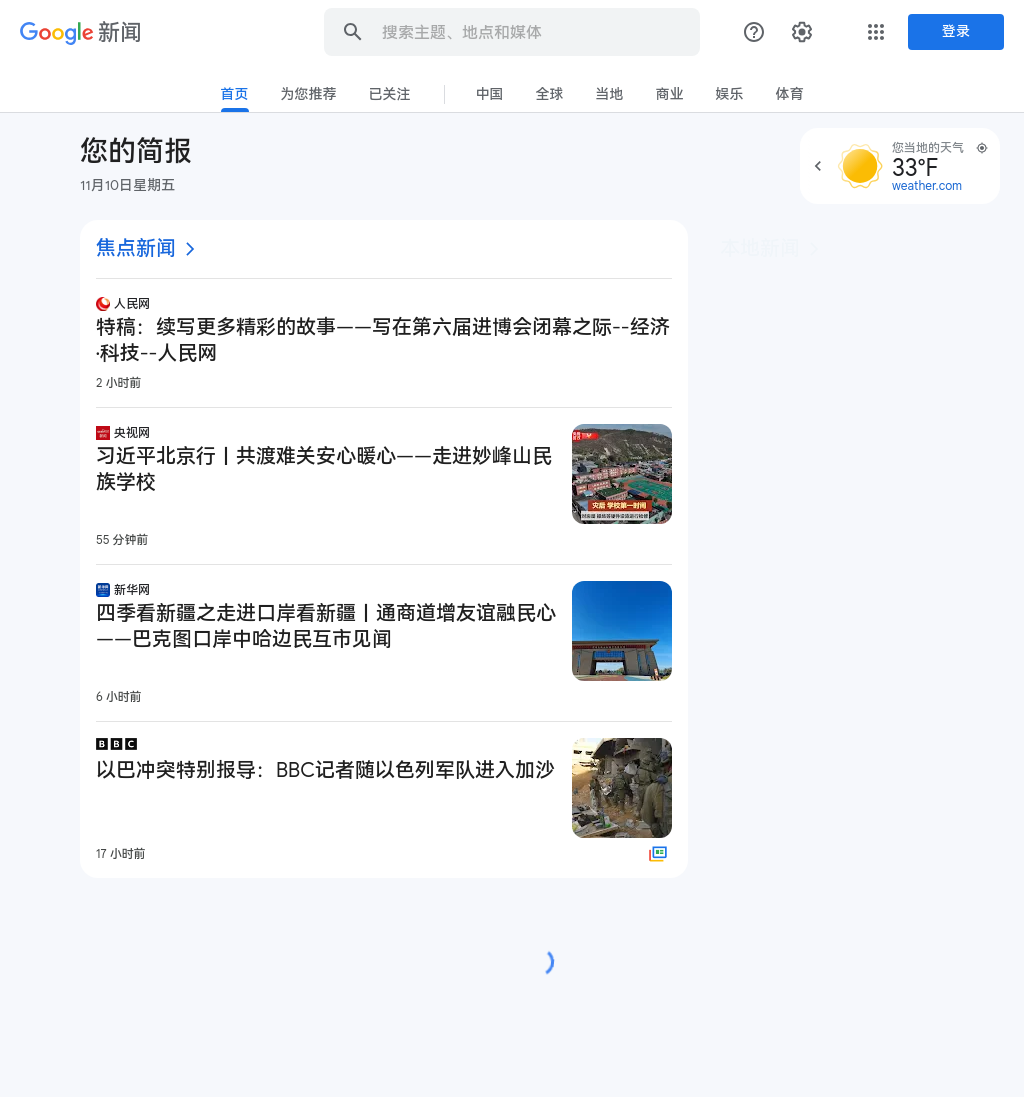 Google 新闻
搜索主题、地点和媒体
登录
首页
为您推荐
已关注
中国
全球
当地
商业
娱乐
体育
您的简报
11月10日星期五
您当地的天气
33°F
weather.com
焦点新闻
本地新闻
人民网
特稿：续写更多精彩的故事——写在第六届进博会闭幕之际--经济
·科技--人民网
2 小时前
央视网
习近平北京行丨共渡难关安心暖心——走进妙峰山民
族学校
灾后 学校第一时间
55 分钟前
新华网
四季看新疆之走进口岸看新疆丨通商道增友谊融民心
——巴克图口岸中哈边民互市见闻
6 小时前
BBC
以巴冲突特别报导：BBC记者随以色列军队进入加沙
17 小时前